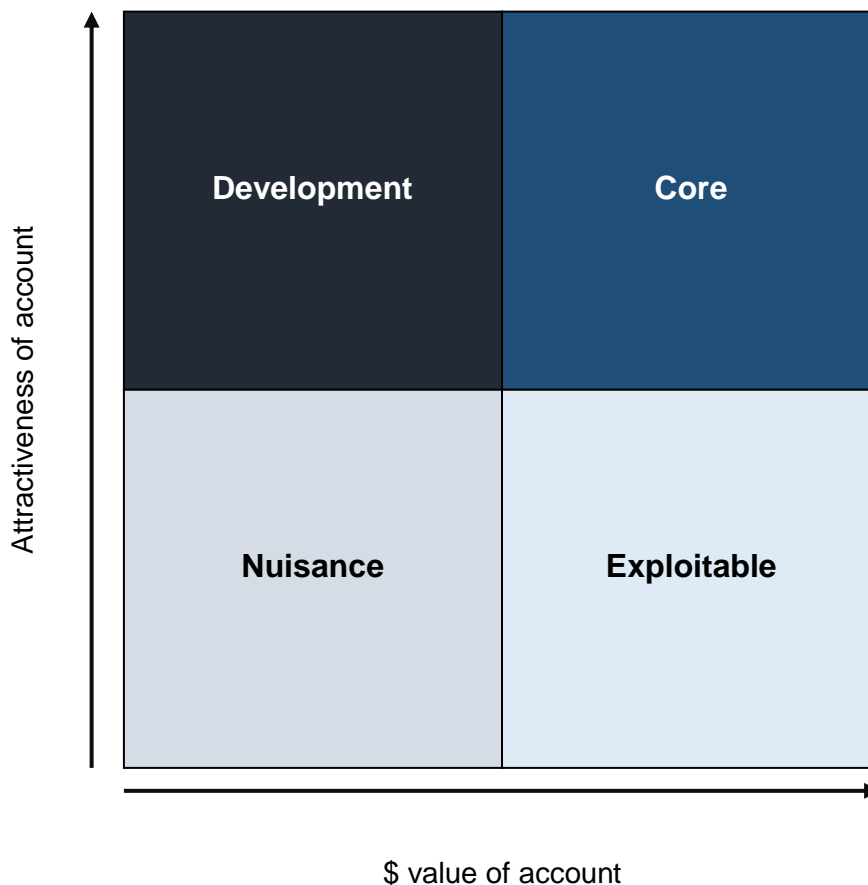 Development
Core
Attractiveness of account
Nuisance
Exploitable
$ value of account